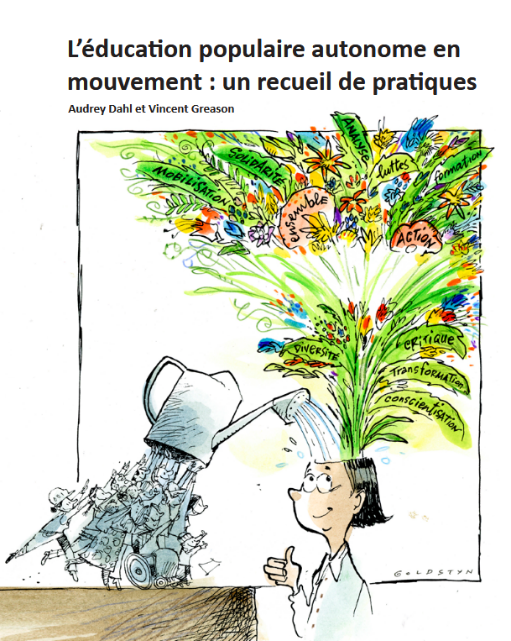 L'éducation populaire autonome en
mouvement : un recueil de pratiques
Audrey Dahl et Vincent Greason
ANALYSE
SOLIDARITÉ
luttes
formation
MOBILISATION
ensemble
ACTION
DIVERSITÉ
CRITIQUE
TRANSFORMATION
CONSCIENTISATION
GOLDSTYN